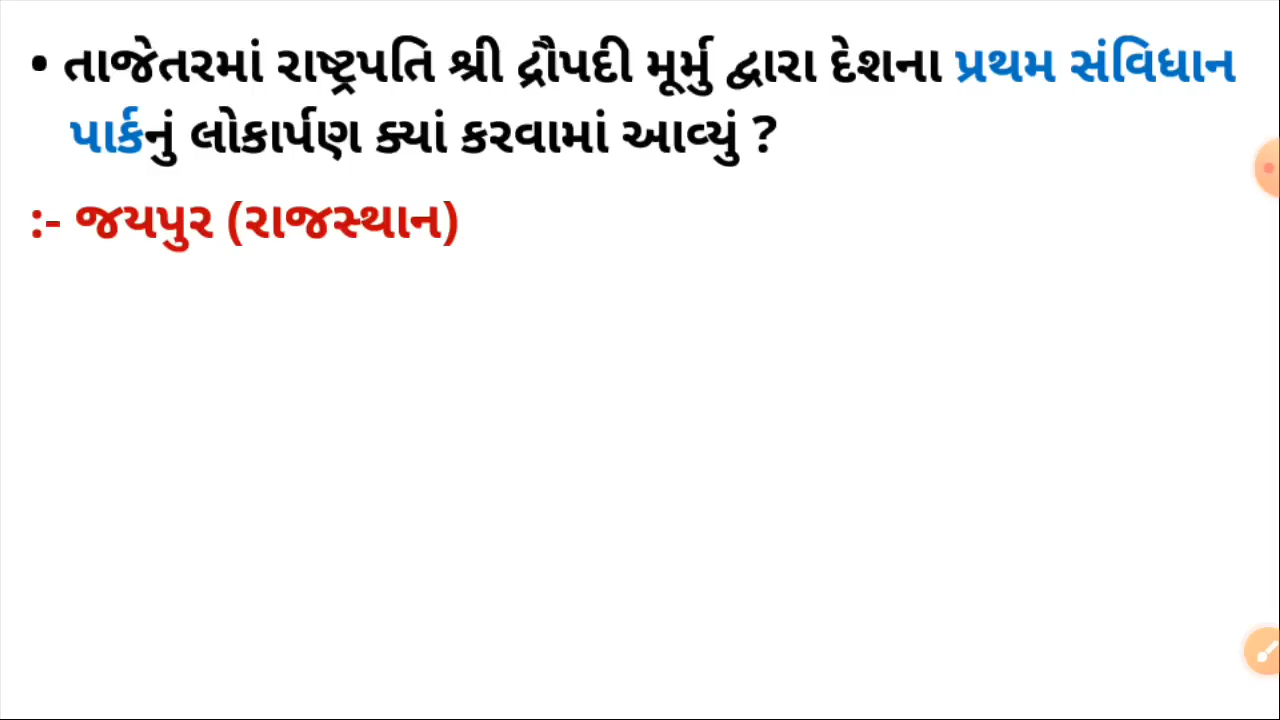 • તાજેતરમાં રાષ્ટ્રપતિ શ્રી દ્રૌપદી મૂર્મુ દ્વારા દેશના પ્રથમ સંવિધાન
પાર્કનું લોકાર્પણ ક્યાં કરવામાં આવ્યું ?
:- જયપુર (રાજસ્થાન)